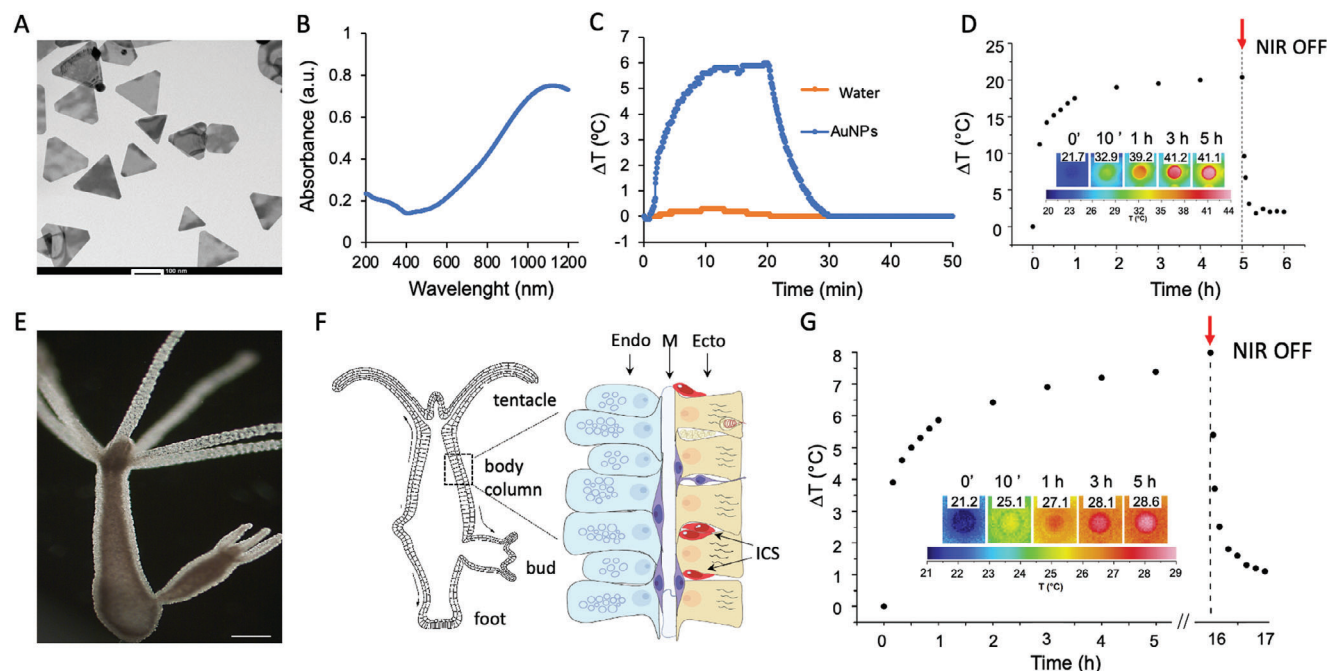 A
100 nm
B
Absorbance (a.u.)
1
0.8
0.6
0.4
0.2
0
200 400 600 800 1000 1200
Wavelenght (nm)
C
ΔT (ºC)
7
6
5
4
3
2
1
0
-1
Water
AuNPs
0 10 20 30 40 50
Time (min)
D
NIR OFF
ΔT (°C)
25
20
15
10
5
0
0' 10 ' 1 h 3 h 5 h
21.7 32.9 39.2 41.2 41.1
20 23 26 29 32 35 38 41 44
T (°C)
0 1 2 3 4 5 6
Time (h)
E
F
Endo M Ecto
tentacle
body
column
bud
foot
ICS
G
NIR OFF
ΔT (°C)
8
7
6
5
4
3
2
1
0
0' 10 ' 1 h 3 h 5 h
21.2 25.1 27.1 28.1 28.6
21 22 23 24 25 26 27 28 29
T (°C)
0 1 2 3 4 5 // 16 17
Time (h)